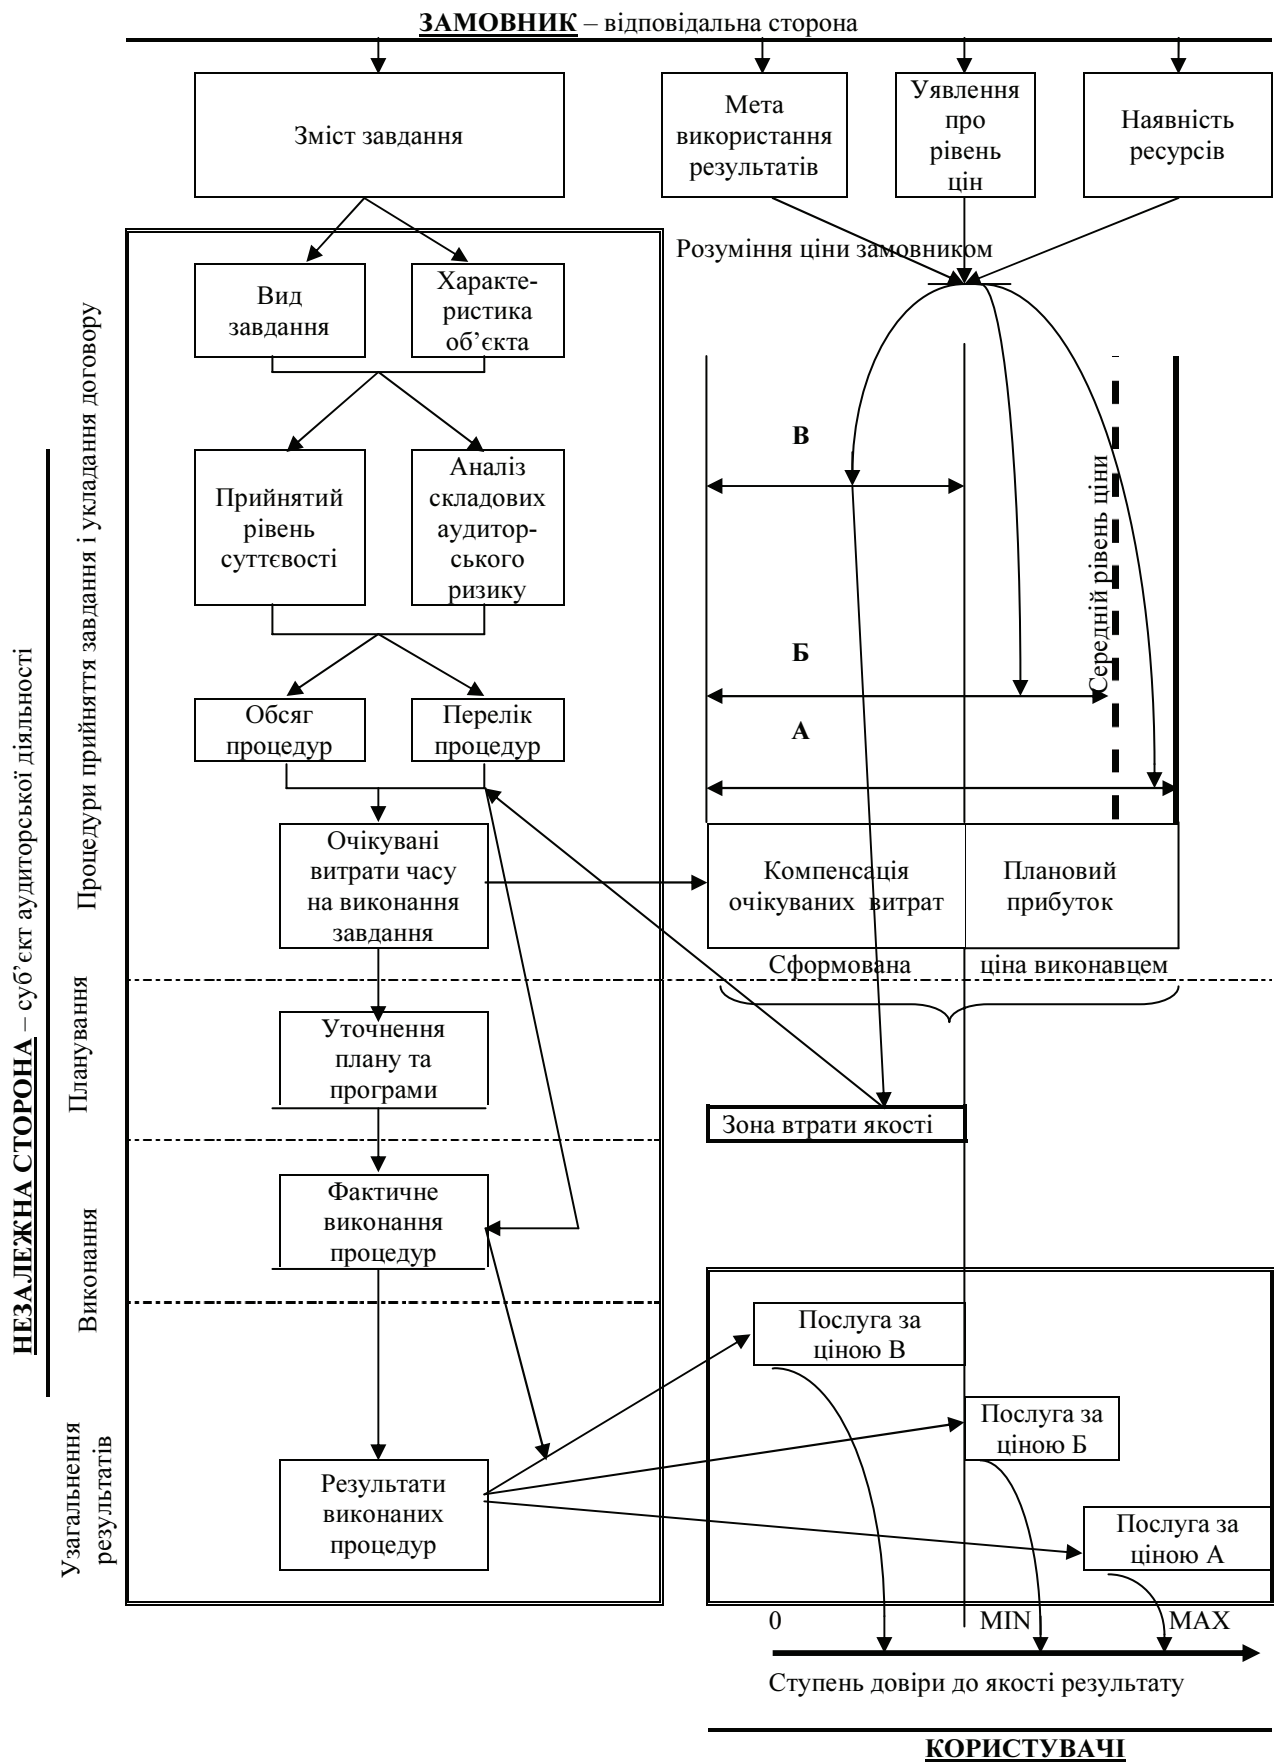 ЗАМОВНИК – відповідальна сторона
Зміст завдання
Мета
використання
результатів
Уявлення
про
рівень
цін
Наявність
ресурсів
Розуміння ціни замовником
Вид
завдання
Характе-
ристика
об’єкта
Прийнятий
рівень
суттєвості
Аналіз
складових
аудитор-
ського
ризику
В
Б
А
Середній рівень ціни
Обсяг
процедур
Перелік
процедур
Очікувані
витрати часу
на виконання
завдання
Компенсація
очікуваних витрат
Плановий
прибуток
Сформована ціна виконавцем
Уточнення
плану та
програми
Зона втрати якості
Фактичне
виконання
процедур
Послуга за
ціною В
Послуга за
ціною Б
Послуга за
ціною А
Результати
виконаних
процедур
0 MIN MAX
Ступень довіри до якості результату
КОРИСТУВАЧІ
НЕЗАЛЕЖНА СТОРОНА – суб’єкт аудиторської діяльності
Процедури прийняття завдання і укладання договору
Планування
Виконання
Узагальнення
результатів